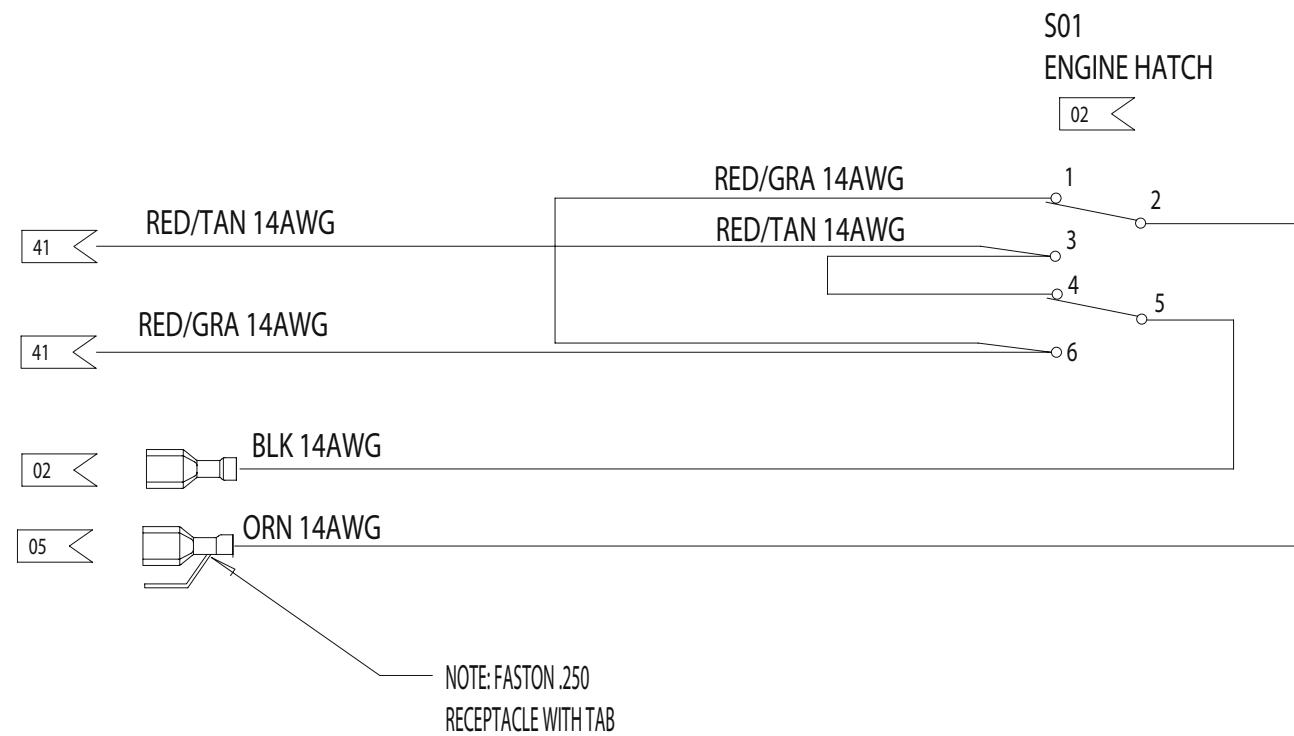 S01
ENGINE HATCH
02
RED/GRA 14AWG
1
2
RED/TAN 14AWG
RED/TAN 14AWG
3
41
4
5
RED/GRA 14AWG
41
6
BLK 14AWG
02
ORN 14AWG
05
NOTE: FASTON .250
RECEPTACLE WITH TAB